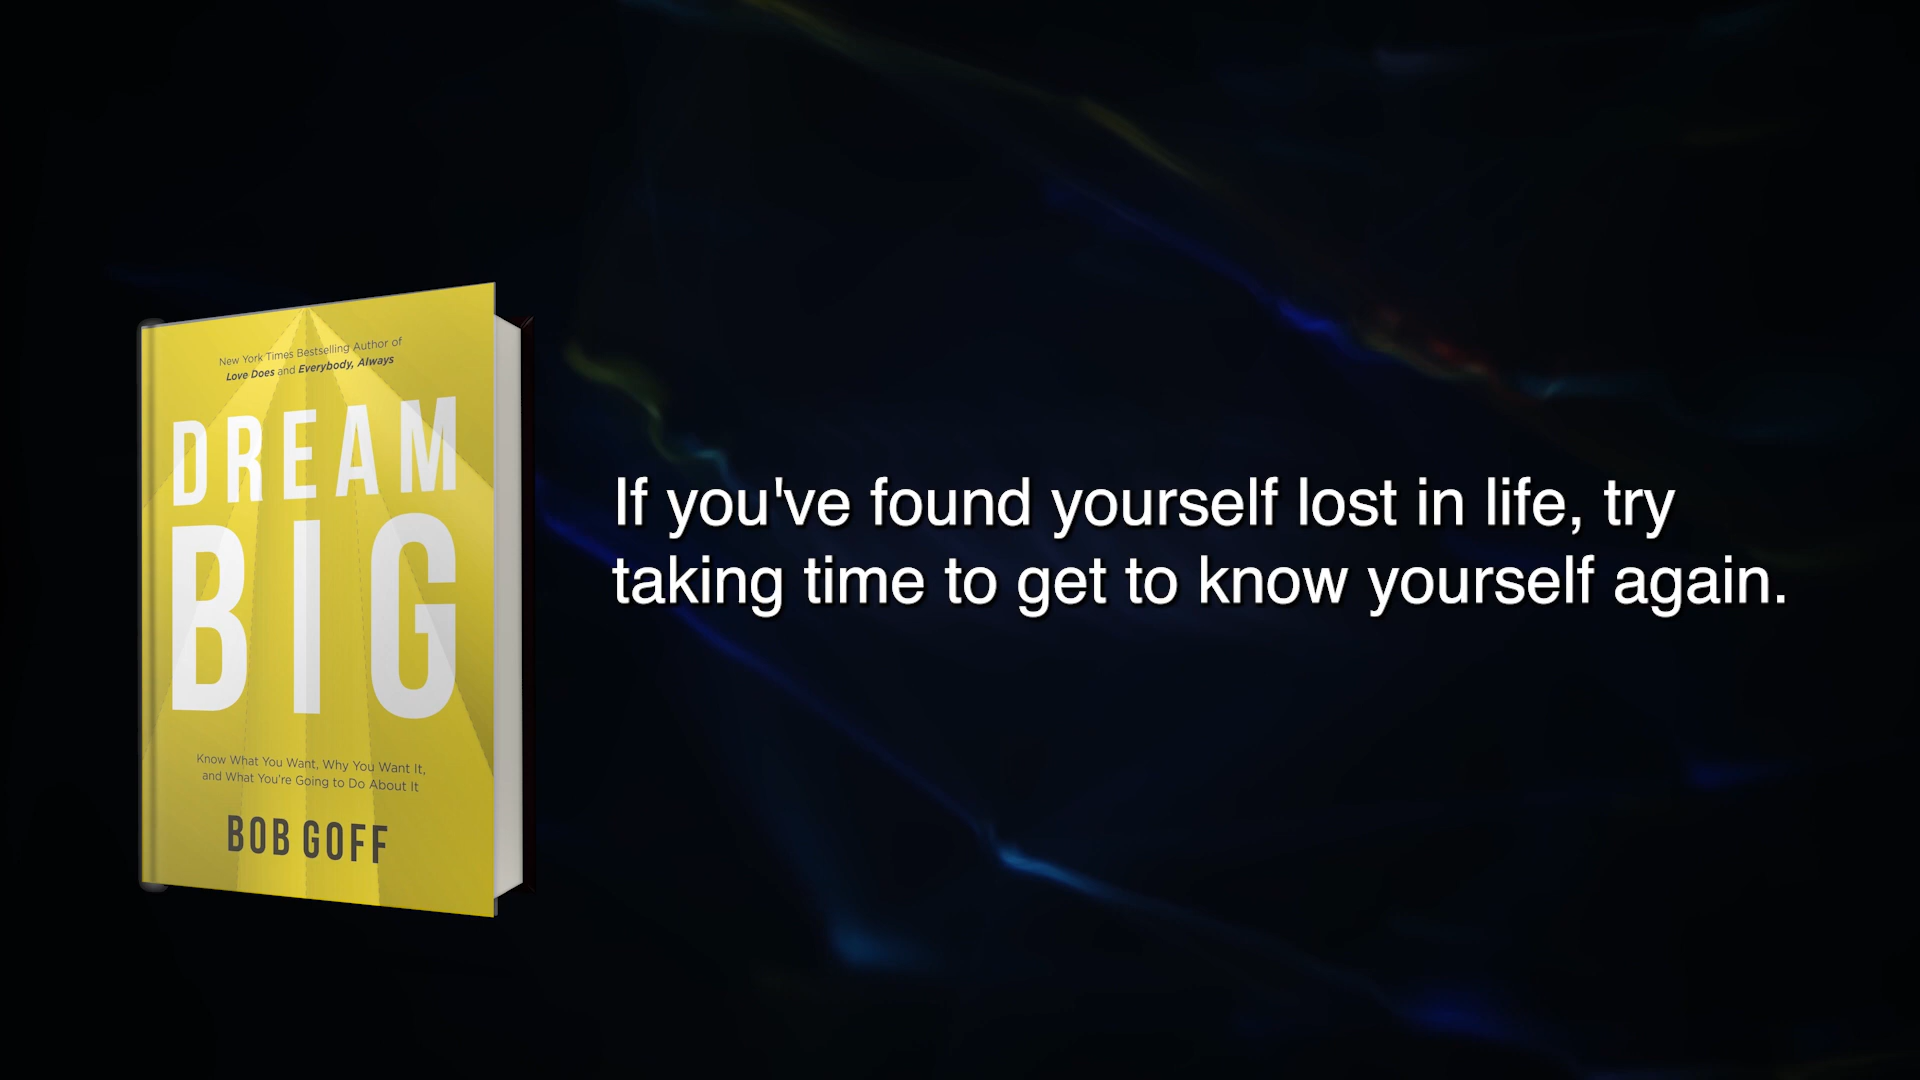 New York Times Bestselling Author of
Love Does and Everybody, Always
DREAM
BIG
Know What You Want, Why You Want It,
and What You're Going to Do About It
BOB GOFF
If you've found yourself lost in life, try
taking time to get to know yourself again.